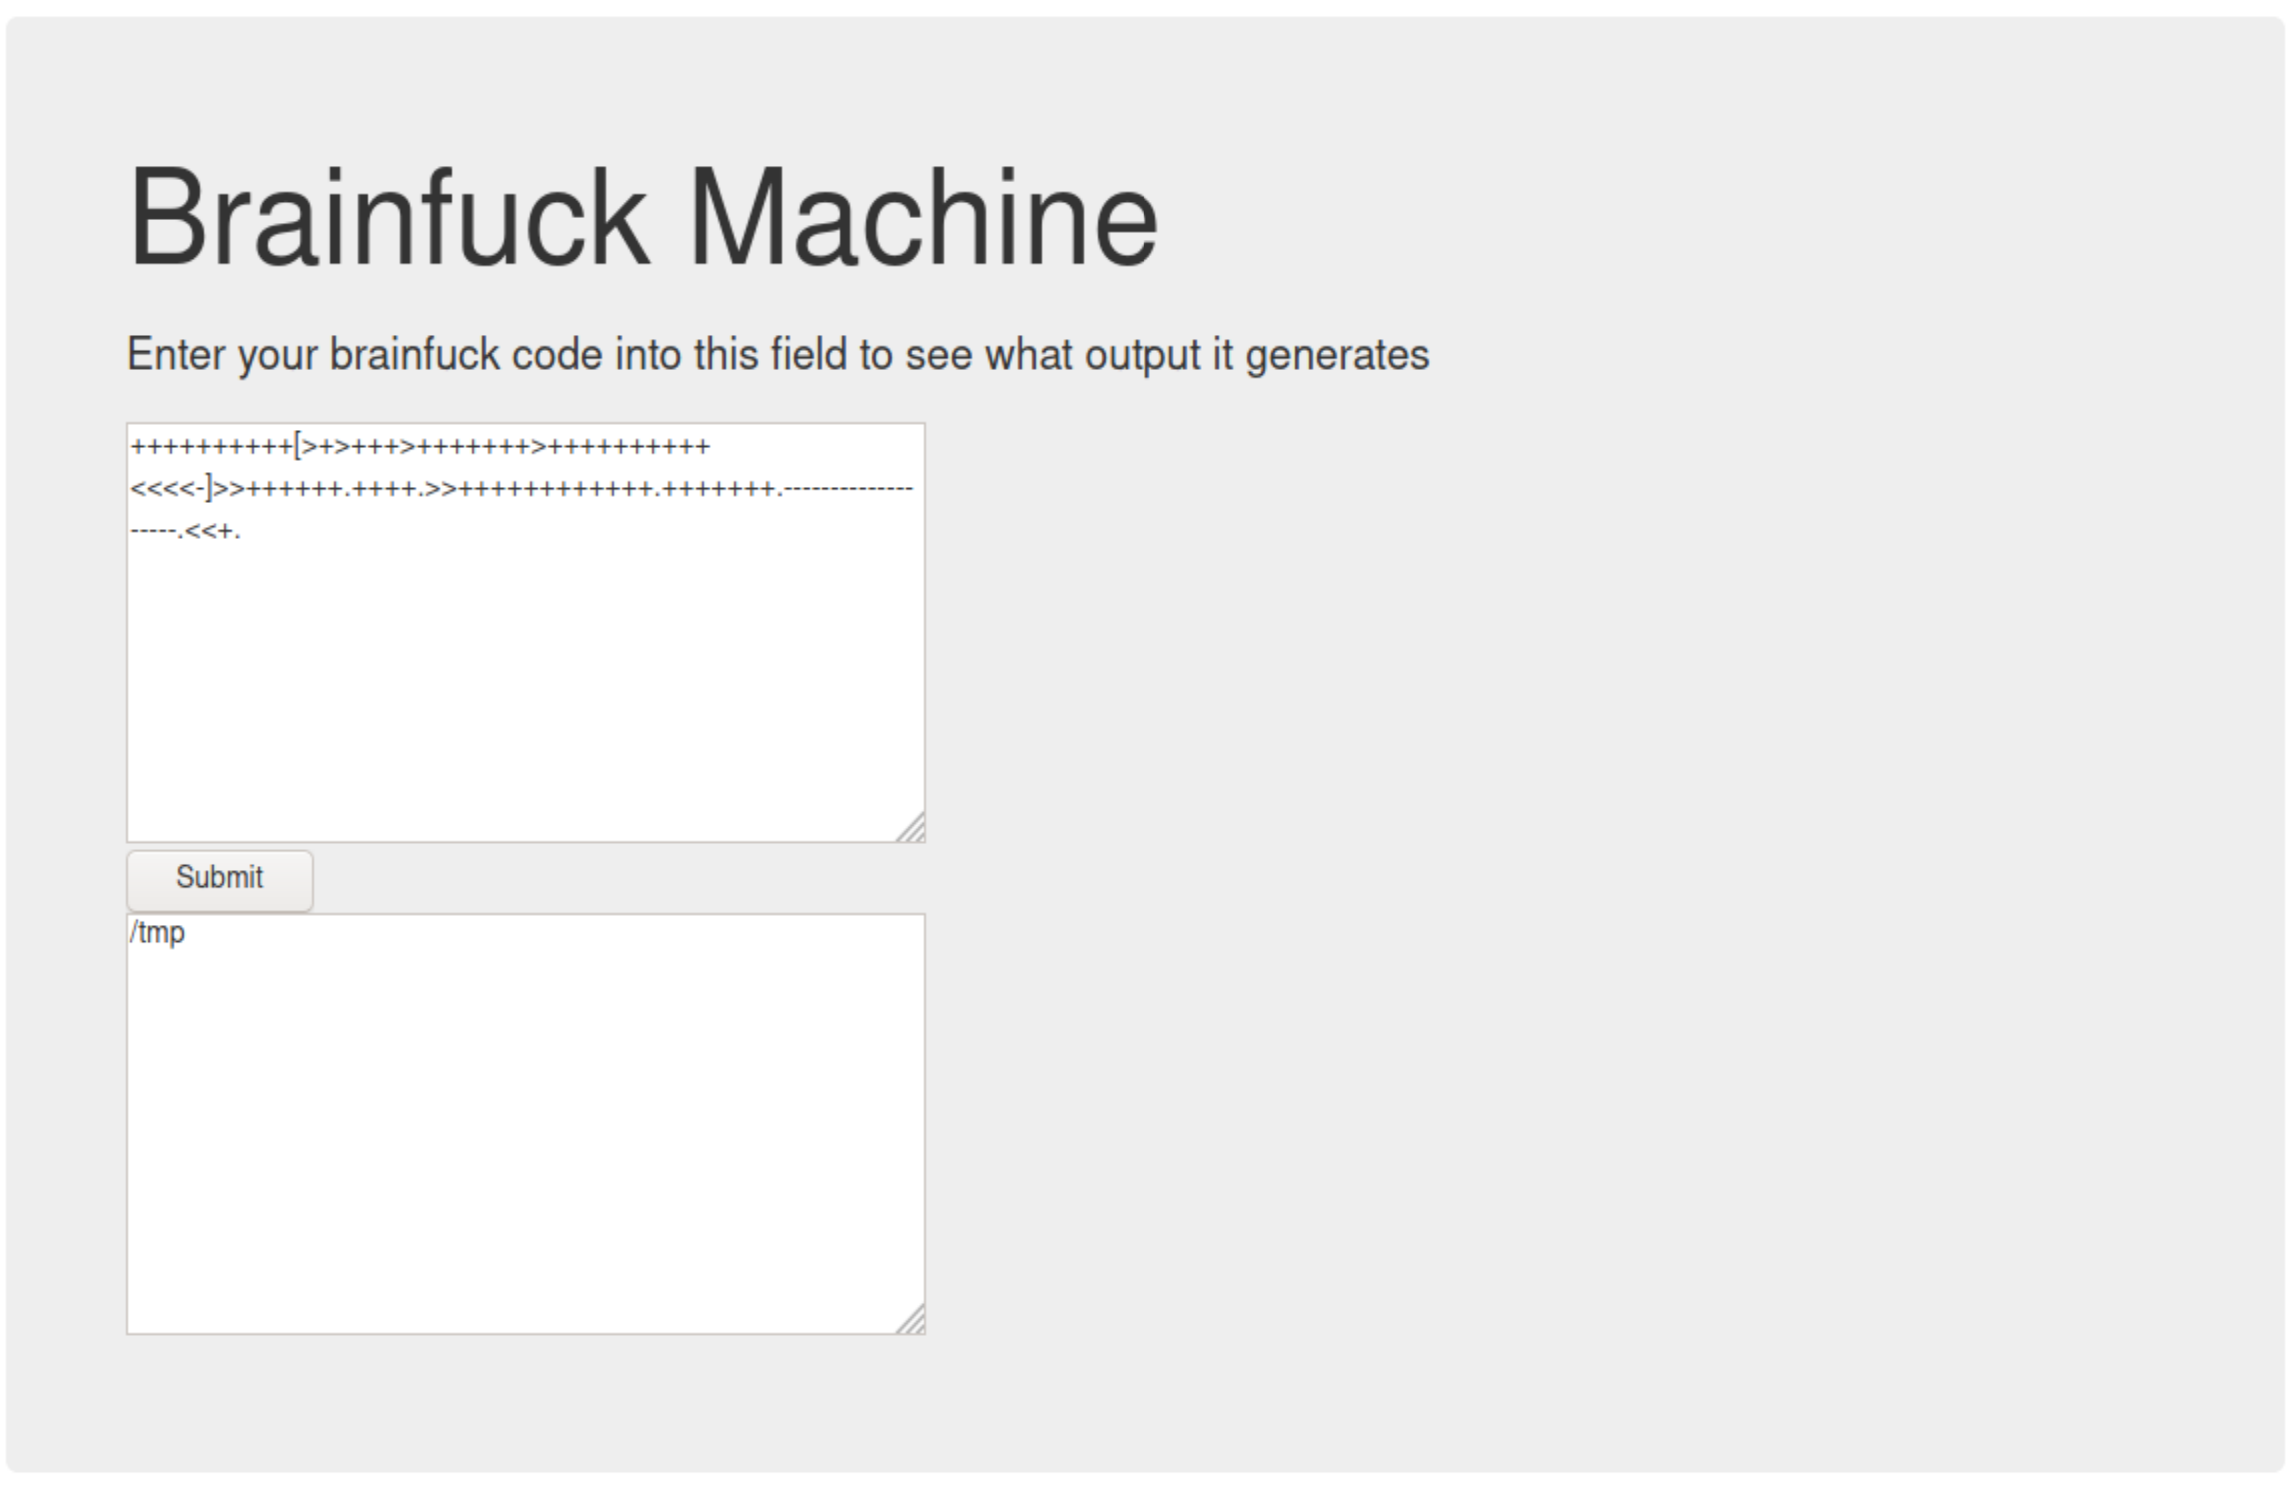 Brainfuck Machine
Enter your brainfuck code into this field to see what output it generates
++++++++++[>+>+++>+++++++>++++++++++
<<<<-]>>++++++.++++.>>++++++++++++.+++++++.--------------
-----.<<+.
Submit
/tmp